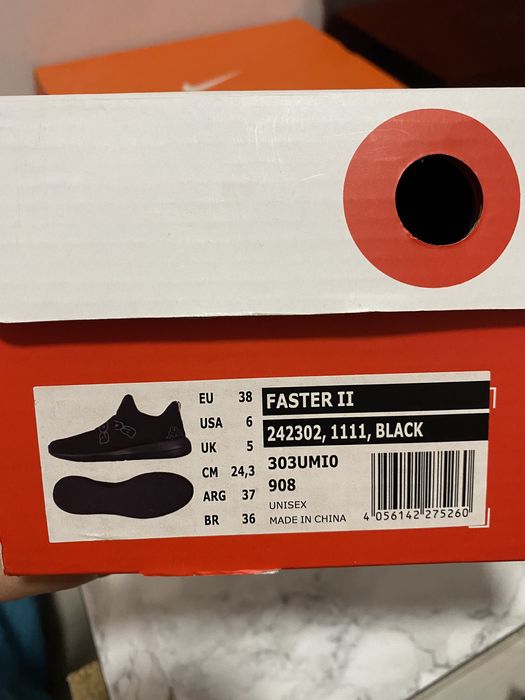 EU 38
USA 6
UK 5
CM 24,3
ARG 37
BR 36
FASTER II
242302, 1111, BLACK
303UMI0
908
UNISEX
MADE IN CHINA
4 056142 275260